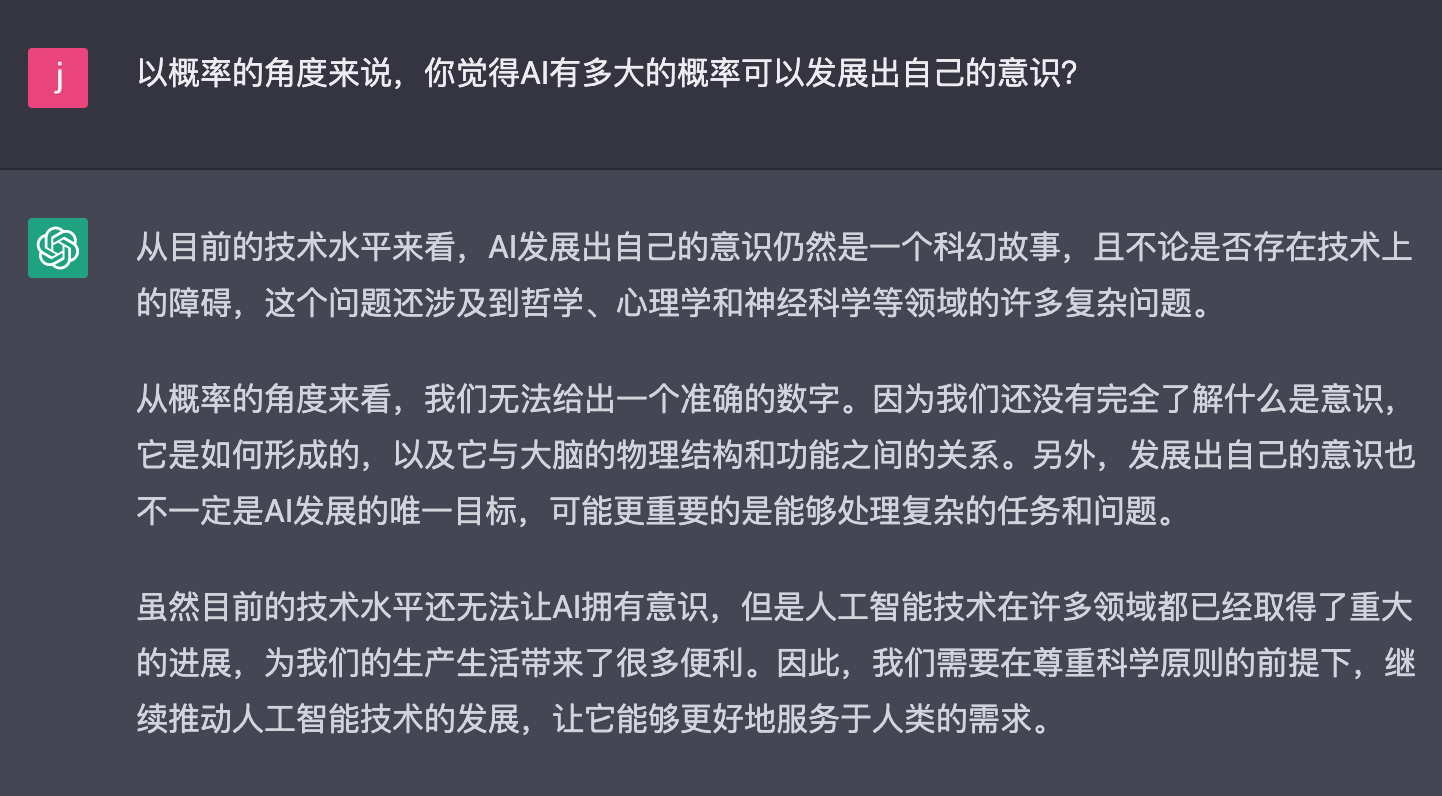 j
以概率的角度来说，你觉得AI有多大的概率可以发展出自己的意识？
从目前的技术水平来看，AI发展出自己的意识仍然是一个科幻故事，且不论是否存在技术上
的障碍，这个问题还涉及到哲学、心理学和神经科学等领域的许多复杂问题。
从概率的角度来看，我们无法给出一个准确的数字。因为我们还没有完全了解什么是意识，
它是如何形成的，以及它与大脑的物理结构和功能之间的关系。另外，发展出自己的意识也
不一定是AI发展的唯一目标，可能更重要的是能够处理复杂的任务和问题。
虽然目前的技术水平还无法让AI拥有意识，但是人工智能技术在许多领域都已经取得了重大
的进展，为我们的生产生活带来了很多便利。因此，我们需要在尊重科学原则的前提下，继
续推动人工智能技术的发展，让它能够更好地服务于人类的需求。